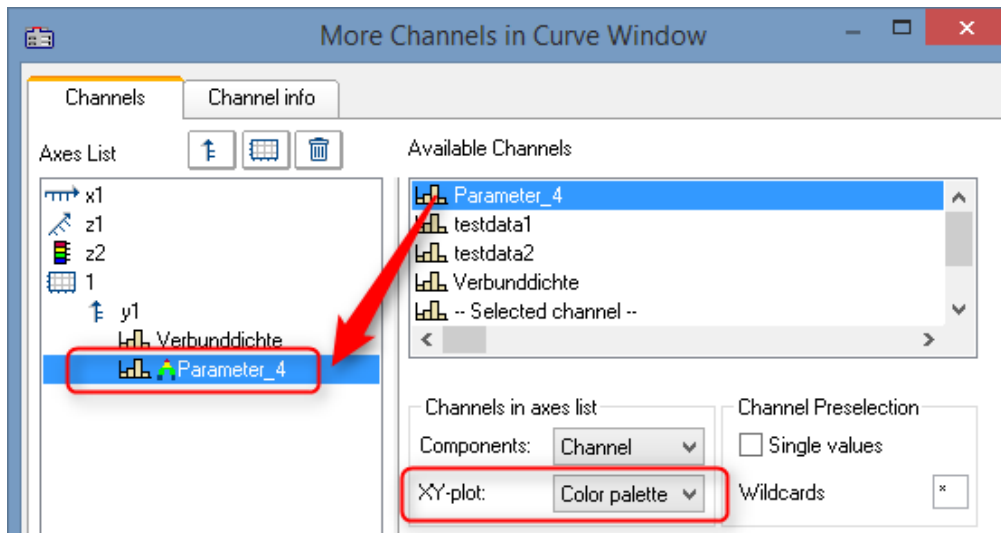 More Channels in Curve Window
Channels
Channel info
Axes List
x1
z1
z2
1
y1
Verbunddichte
Parameter_4
Available Channels
Parameter_4
testdata1
testdata2
Verbunddichte
-- Selected channel --
Channels in axes list
Components: Channel
XY-plot: Color palette
Channel Preselection
Single values
Wildcards *